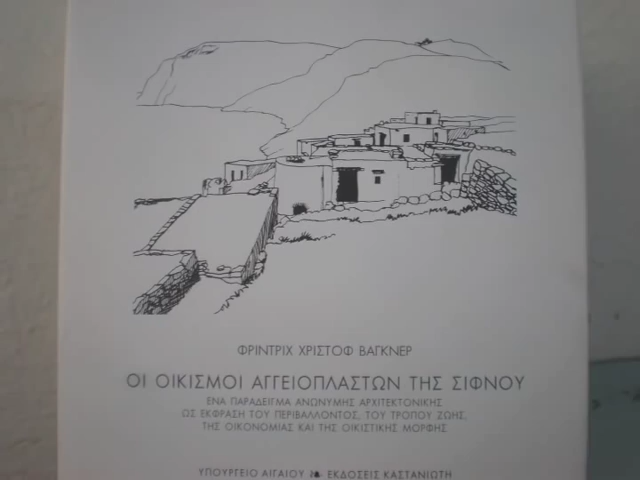 ΦΡΙΝΤΡΙΧ ΧΡΙΣΤΟΦ ΒΑΓΚΝΕΡ
ΟΙ ΟΙΚΙΣΜΟΙ ΑΓΓΕΙΟΠΛΑΣΤΩΝ ΤΗΣ ΣΙΦΝΟΥ
ΕΝΑ ΠΑΡΑΔΕΙΓΜΑ ΑΝΩΝΥΜΗΣ ΑΡΧΙΤΕΚΤΟΝΙΚΗΣ
ΩΣ ΕΚΦΡΑΣΗ ΤΟΥ ΠΕΡΙΒΑΛΛΟΝΤΟΣ, ΤΟΥ ΤΡΟΠΟΥ ΖΩΗΣ,
ΤΗΣ ΟΙΚΟΝΟΜΙΑΣ ΚΑΙ ΤΗΣ ΟΙΚΙΣΤΙΚΗΣ ΜΟΡΦΗΣ
ΥΠΟΥΡΓΕΙΟ ΑΙΓΑΙΟΥ ❧ ΕΚΔΟΣΕΙΣ ΚΑΣΤΑΝΙΩΤΗ